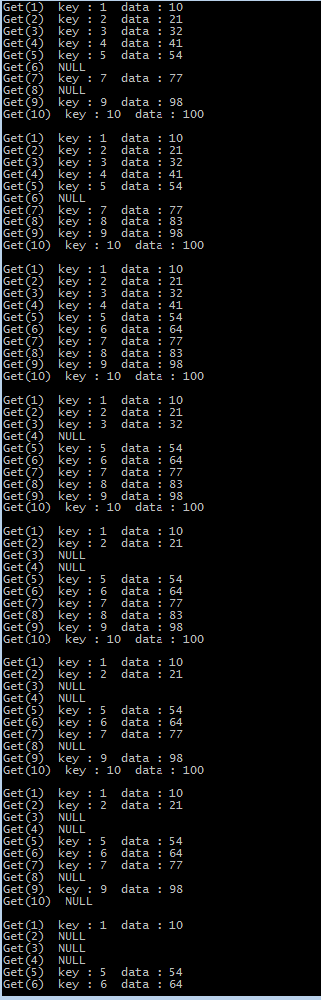 Get(1)  key : 1  data : 10
Get(2)  key : 2  data : 21
Get(3)  key : 3  data : 32
Get(4)  key : 4  data : 41
Get(5)  key : 5  data : 54
Get(6)  NULL
Get(7)  key : 7  data : 77
Get(8)  NULL
Get(9)  key : 9  data : 98
Get(10)  key : 10  data : 100

Get(1)  key : 1  data : 10
Get(2)  key : 2  data : 21
Get(3)  key : 3  data : 32
Get(4)  key : 4  data : 41
Get(5)  key : 5  data : 54
Get(6)  NULL
Get(7)  key : 7  data : 77
Get(8)  key : 8  data : 83
Get(9)  key : 9  data : 98
Get(10)  key : 10  data : 100

Get(1)  key : 1  data : 10
Get(2)  key : 2  data : 21
Get(3)  key : 3  data : 32
Get(4)  key : 4  data : 41
Get(5)  key : 5  data : 54
Get(6)  key : 6  data : 64
Get(7)  key : 7  data : 77
Get(8)  key : 8  data : 83
Get(9)  key : 9  data : 98
Get(10)  key : 10  data : 100

Get(1)  key : 1  data : 10
Get(2)  key : 2  data : 21
Get(3)  key : 3  data : 32
Get(4)  NULL
Get(5)  key : 5  data : 54
Get(6)  key : 6  data : 64
Get(7)  key : 7  data : 77
Get(8)  key : 8  data : 83
Get(9)  key : 9  data : 98
Get(10)  key : 10  data : 100

Get(1)  key : 1  data : 10
Get(2)  key : 2  data : 21
Get(3)  NULL
Get(4)  NULL
Get(5)  key : 5  data : 54
Get(6)  key : 6  data : 64
Get(7)  key : 7  data : 77
Get(8)  key : 8  data : 83
Get(9)  key : 9  data : 98
Get(10)  key : 10  data : 100

Get(1)  key : 1  data : 10
Get(2)  key : 2  data : 21
Get(3)  NULL
Get(4)  NULL
Get(5)  key : 5  data : 54
Get(6)  key : 6  data : 64
Get(7)  key : 7  data : 77
Get(8)  NULL
Get(9)  key : 9  data : 98
Get(10)  key : 10  data : 100

Get(1)  key : 1  data : 10
Get(2)  key : 2  data : 21
Get(3)  NULL
Get(4)  NULL
Get(5)  key : 5  data : 54
Get(6)  key : 6  data : 64
Get(7)  key : 7  data : 77
Get(8)  NULL
Get(9)  key : 9  data : 98
Get(10)  NULL

Get(1)  key : 1  data : 10
Get(2)  NULL
Get(3)  NULL
Get(4)  NULL
Get(5)  key : 5  data : 54
Get(6)  key : 6  data : 64